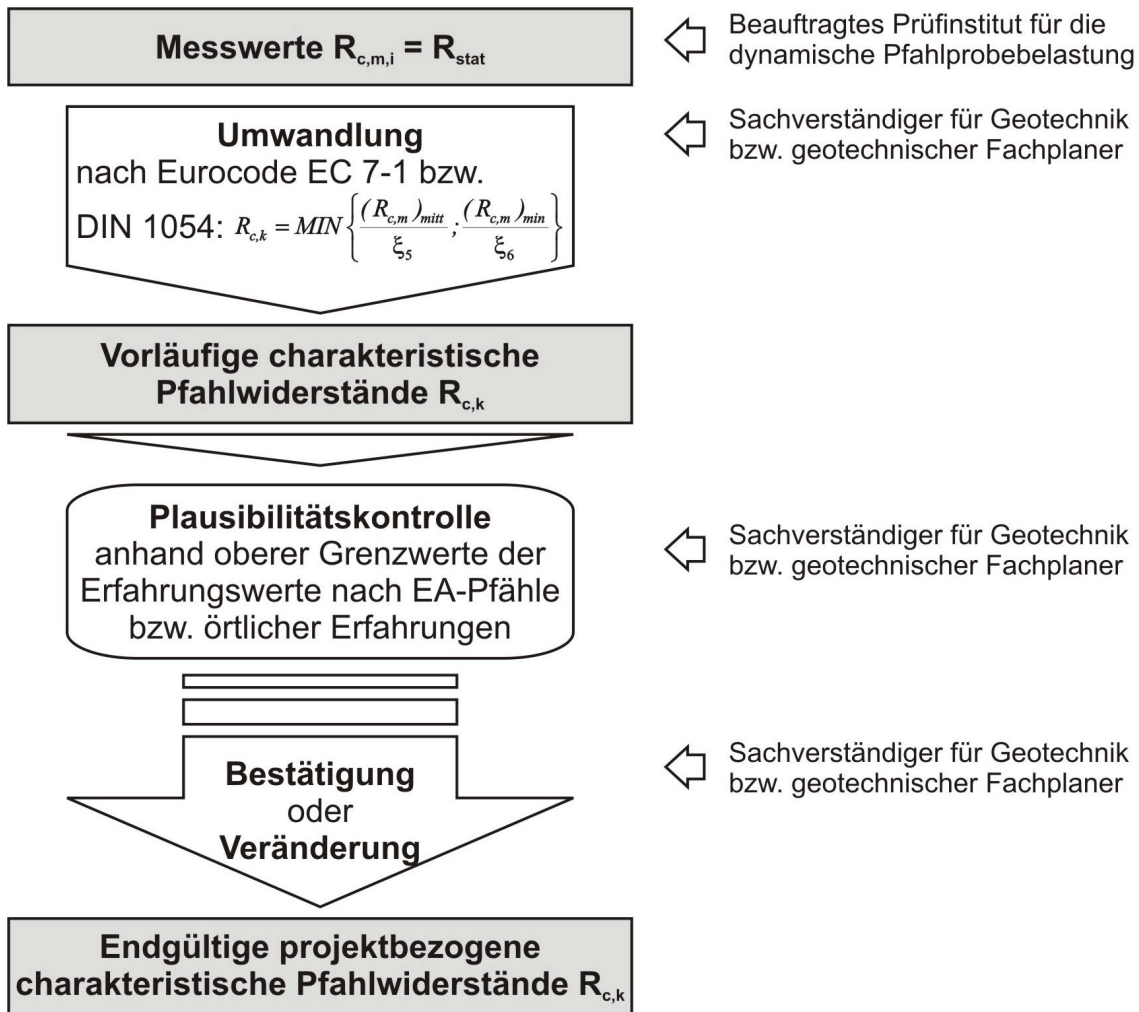 Messwerte R_c,m,i = R_stat
Beauftragtes Prüfinstitut für die
dynamische Pfahlprobebelastung
Umwandlung
nach Eurocode EC 7-1 bzw.
DIN 1054: R_c,k = MIN { (R_c,m)_mitt / ξ_5 ; (R_c,m)_min / ξ_6 }
Sachverständiger für Geotechnik
bzw. geotechnischer Fachplaner
Vorläufige charakteristische
Pfahlwiderstände R_c,k
Plausibilitätskontrolle
anhand oberer Grenzwerte der
Erfahrungswerte nach EA-Pfähle
bzw. örtlicher Erfahrungen
Sachverständiger für Geotechnik
bzw. geotechnischer Fachplaner
Bestätigung
oder
Veränderung
Sachverständiger für Geotechnik
bzw. geotechnischer Fachplaner
Endgültige projektbezogene
charakteristische Pfahlwiderstände R_c,k